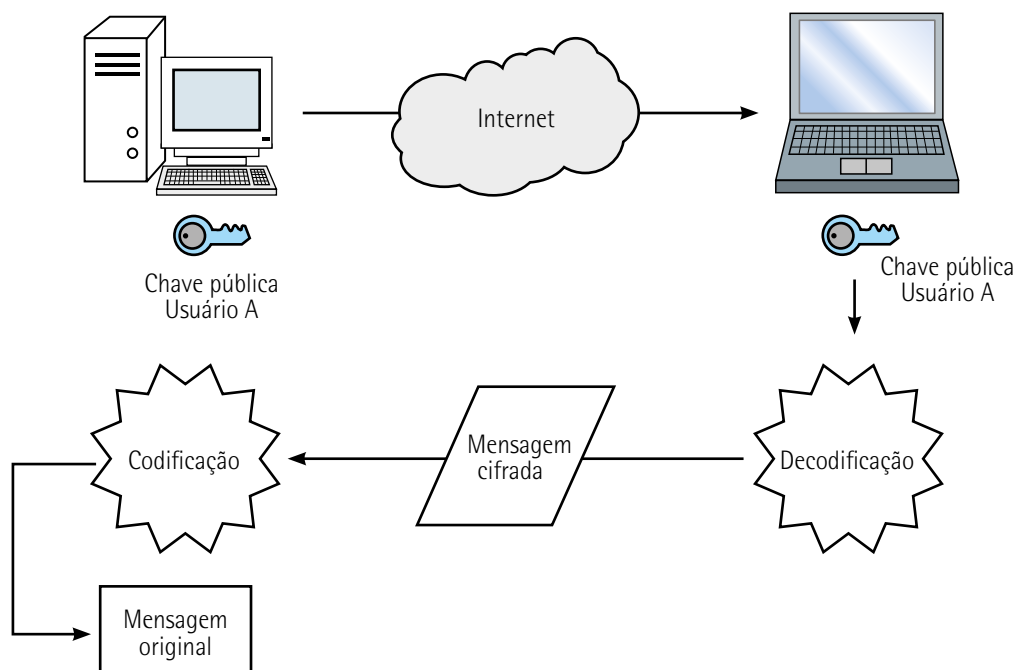 Internet
Chave pública
Usuário A
Chave pública
Usuário A
Codificação
Mensagem
cifrada
Decodificação
Mensagem
original